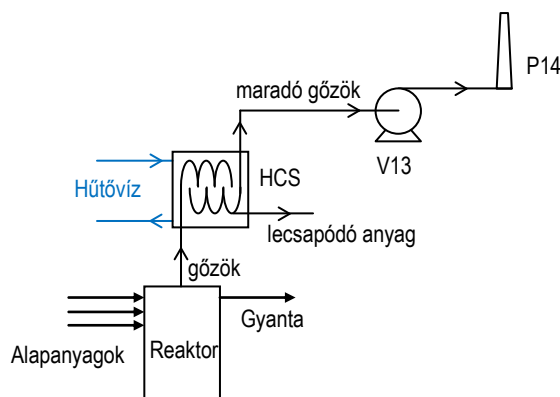 P14
maradó gőzök
V13
HCS
Hűtővíz
lecsapódó anyag
gőzök
Gyanta
Alapanyagok
Reaktor